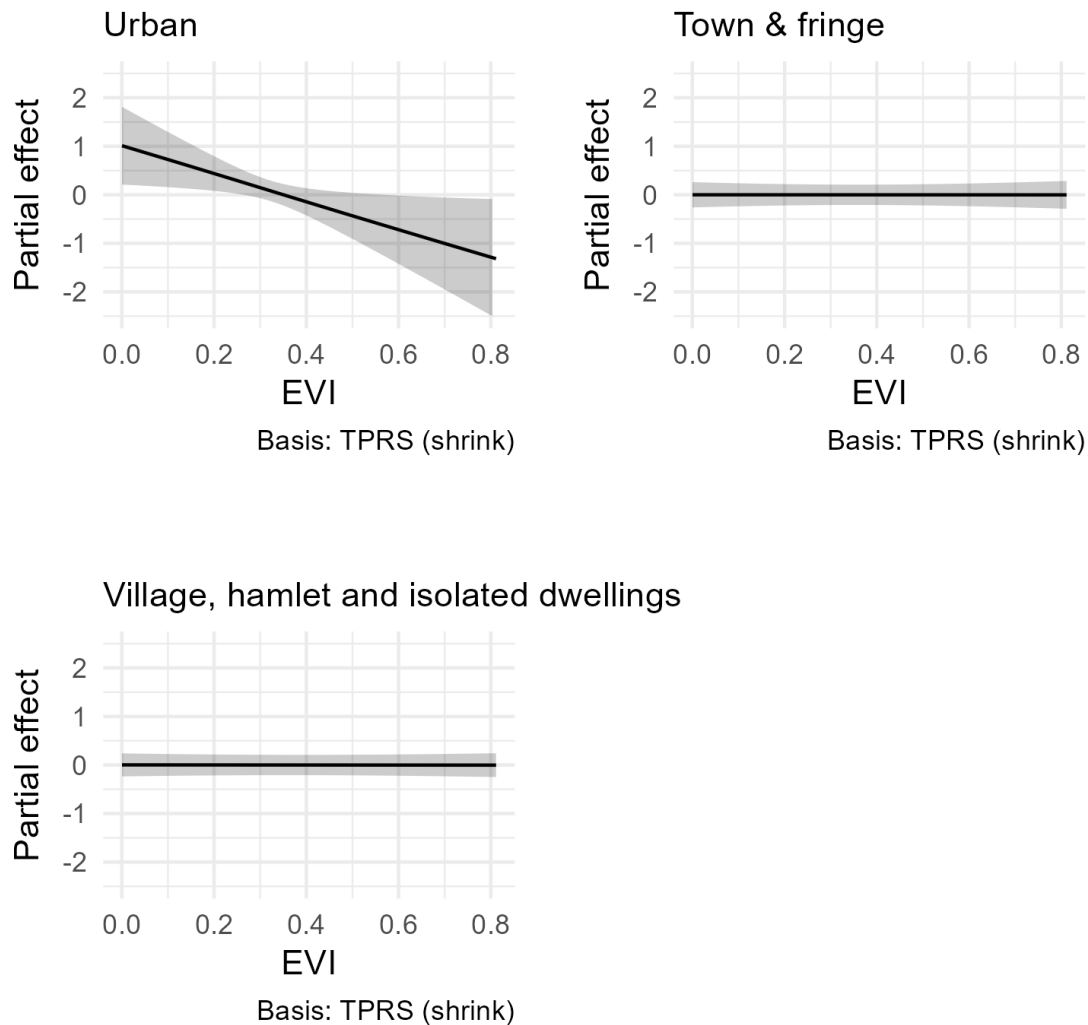 Urban
Partial effect
2
1
0
-1
-2
0.0 0.2 0.4 0.6 0.8
EVI
Basis: TPRS (shrink)
Town & fringe
Partial effect
2
1
0
-1
-2
0.0 0.2 0.4 0.6 0.8
EVI
Basis: TPRS (shrink)
Village, hamlet and isolated dwellings
Partial effect
2
1
0
-1
-2
0.0 0.2 0.4 0.6 0.8
EVI
Basis: TPRS (shrink)